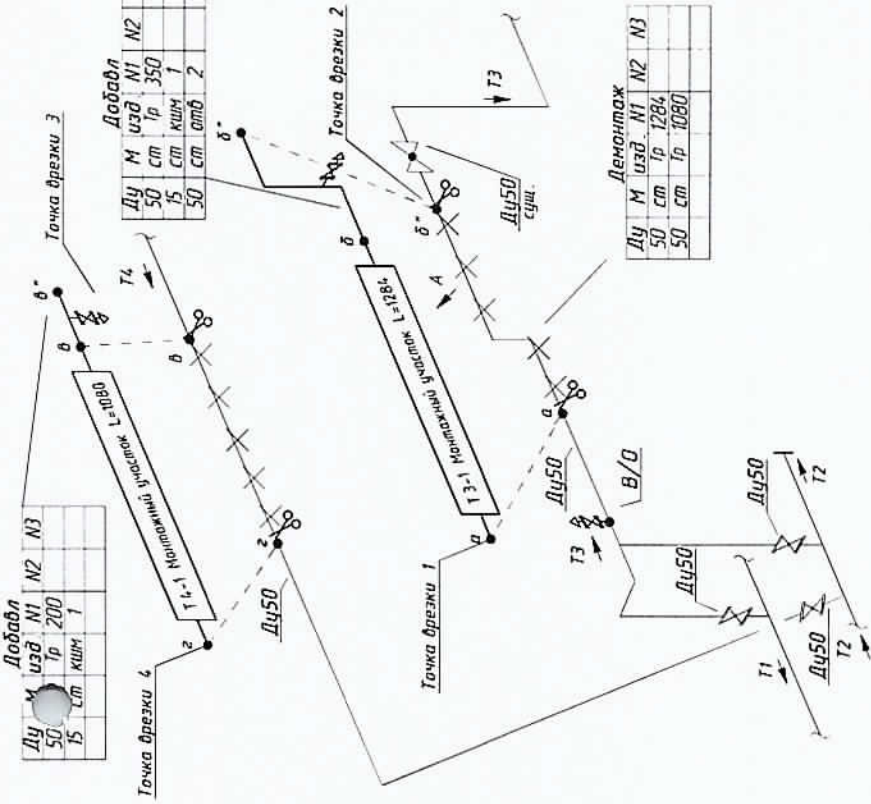 Добавл
Ду М изд N1 N2 N3
50 Тр 200
15 ст кшм 1
Точка врезки 4
г
Т4-1 Монтажный участок L=1080
в
в"
Точка врезки 3
Т4
в
г
Ду50
Добавл
Ду М изд N1 N2
50 ст Тр 350
15 ст кшм 1
50 ст отв 2
Точка врезки 1
а
Т3-1 Монтажный участок L=1284
б
Точка врезки 2
б"
А
Ду50
сущ.
Т3
а
Ду50
В/О
Т3
Демонтаж
Ду М изд N1 N2 N3
50 ст Тр 1284
50 ст Тр 1080
Ду50
Ду50
Т1
Ду50
Т2
Т2